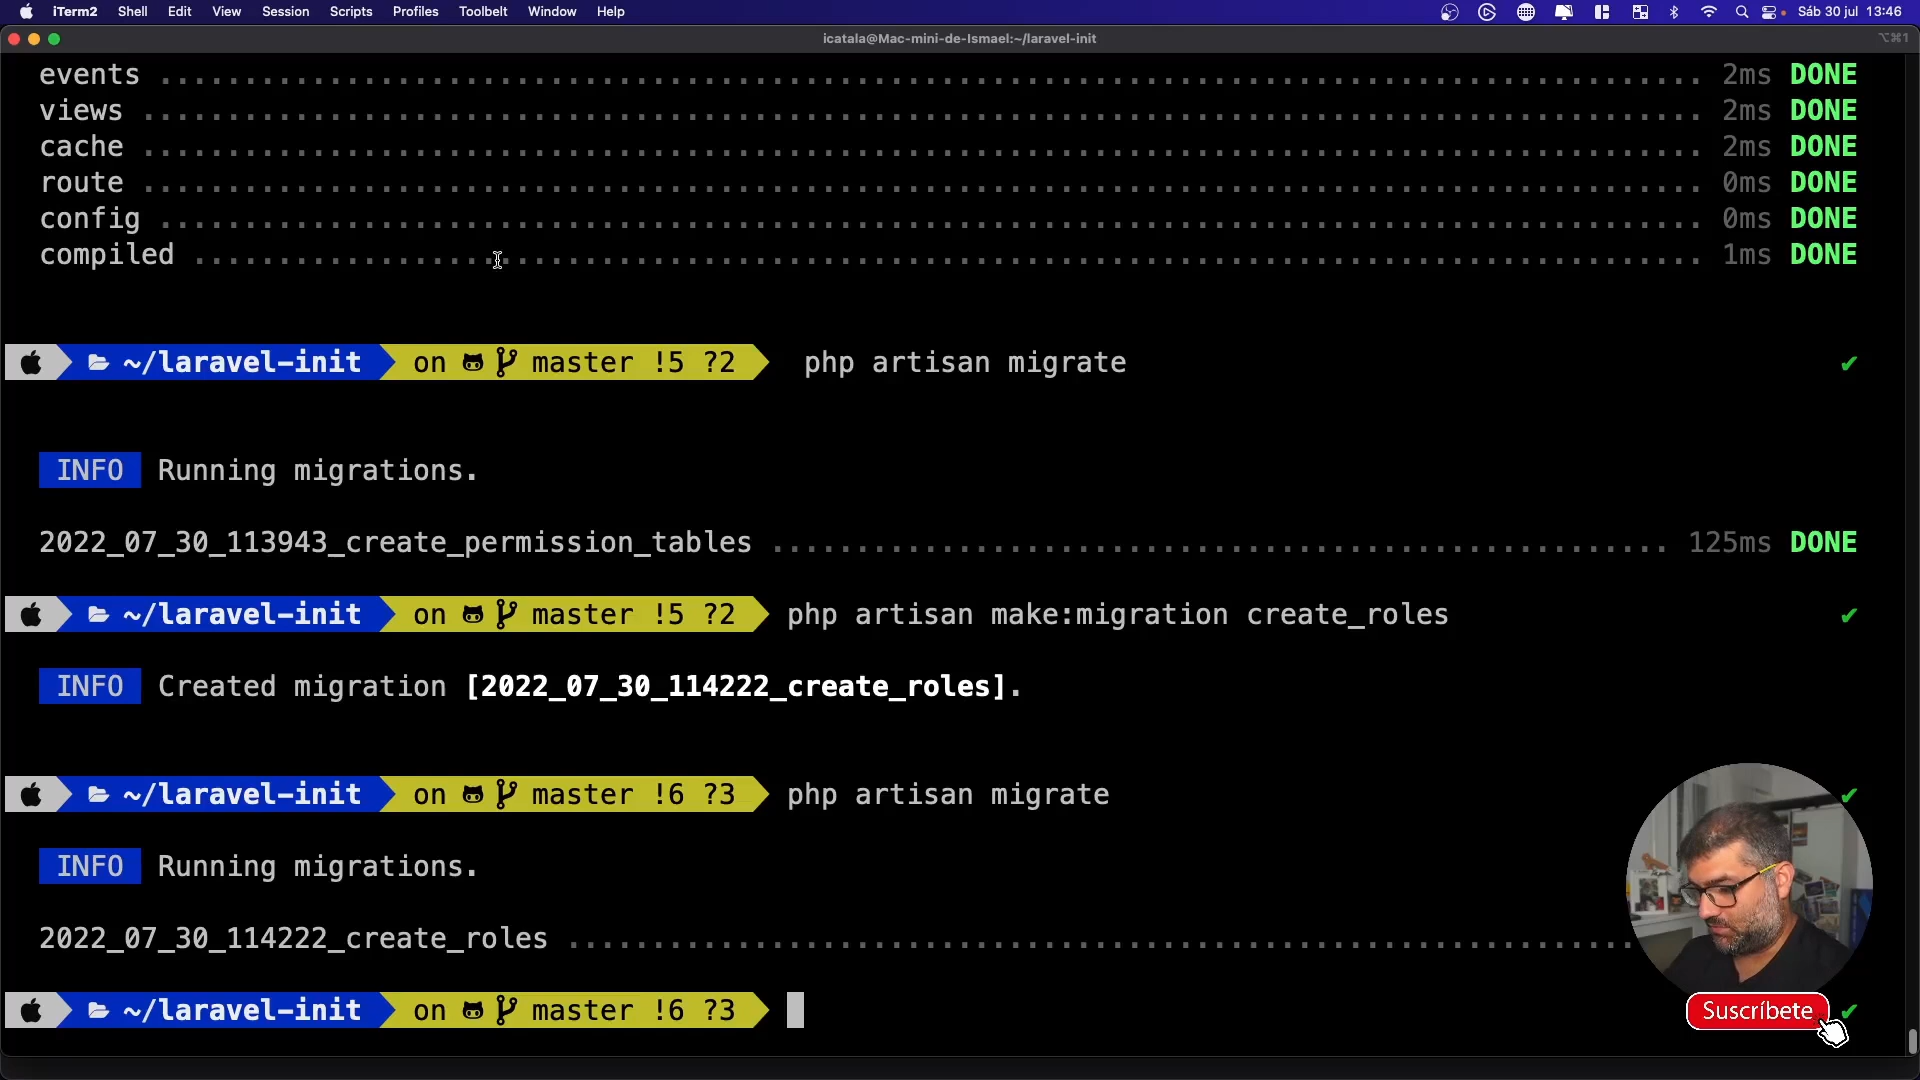 iTerm2 Shell Edit View Session Scripts Profiles Toolbelt Window Help Sáb 30 jul 13:46
icatala@Mac-mini-de-Ismael:~/laravel-init ⌥⌘1
events ........................................ 2ms DONE
views ........................................ 2ms DONE
cache ........................................ 2ms DONE
route ........................................ 0ms DONE
config ........................................ 0ms DONE
compiled ........................................ 1ms DONE
~/laravel-init on master !5 ?2 php artisan migrate ✔
INFO Running migrations.
2022_07_30_113943_create_permission_tables ........................................ 125ms DONE
~/laravel-init on master !5 ?2 php artisan make:migration create_roles ✔
INFO Created migration [2022_07_30_114222_create_roles].
~/laravel-init on master !6 ?3 php artisan migrate ✔
INFO Running migrations.
2022_07_30_114222_create_roles ........................................
~/laravel-init on master !6 ?3 ✔
Suscríbete